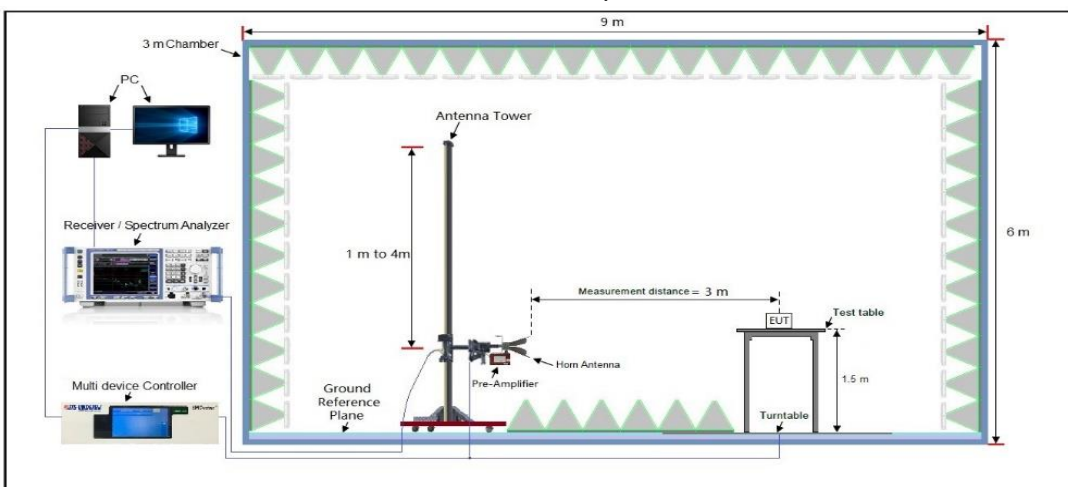 9 m
3 m Chamber
PC
Antenna Tower
Receiver / Spectrum Analyzer
1 m to 4m
6 m
Measurement distance = 3 m
EUT
Test table
Horn Antenna
Pre-Amplifier
1.5 m
Multi device Controller
Ground
Reference
Plane
Turntable